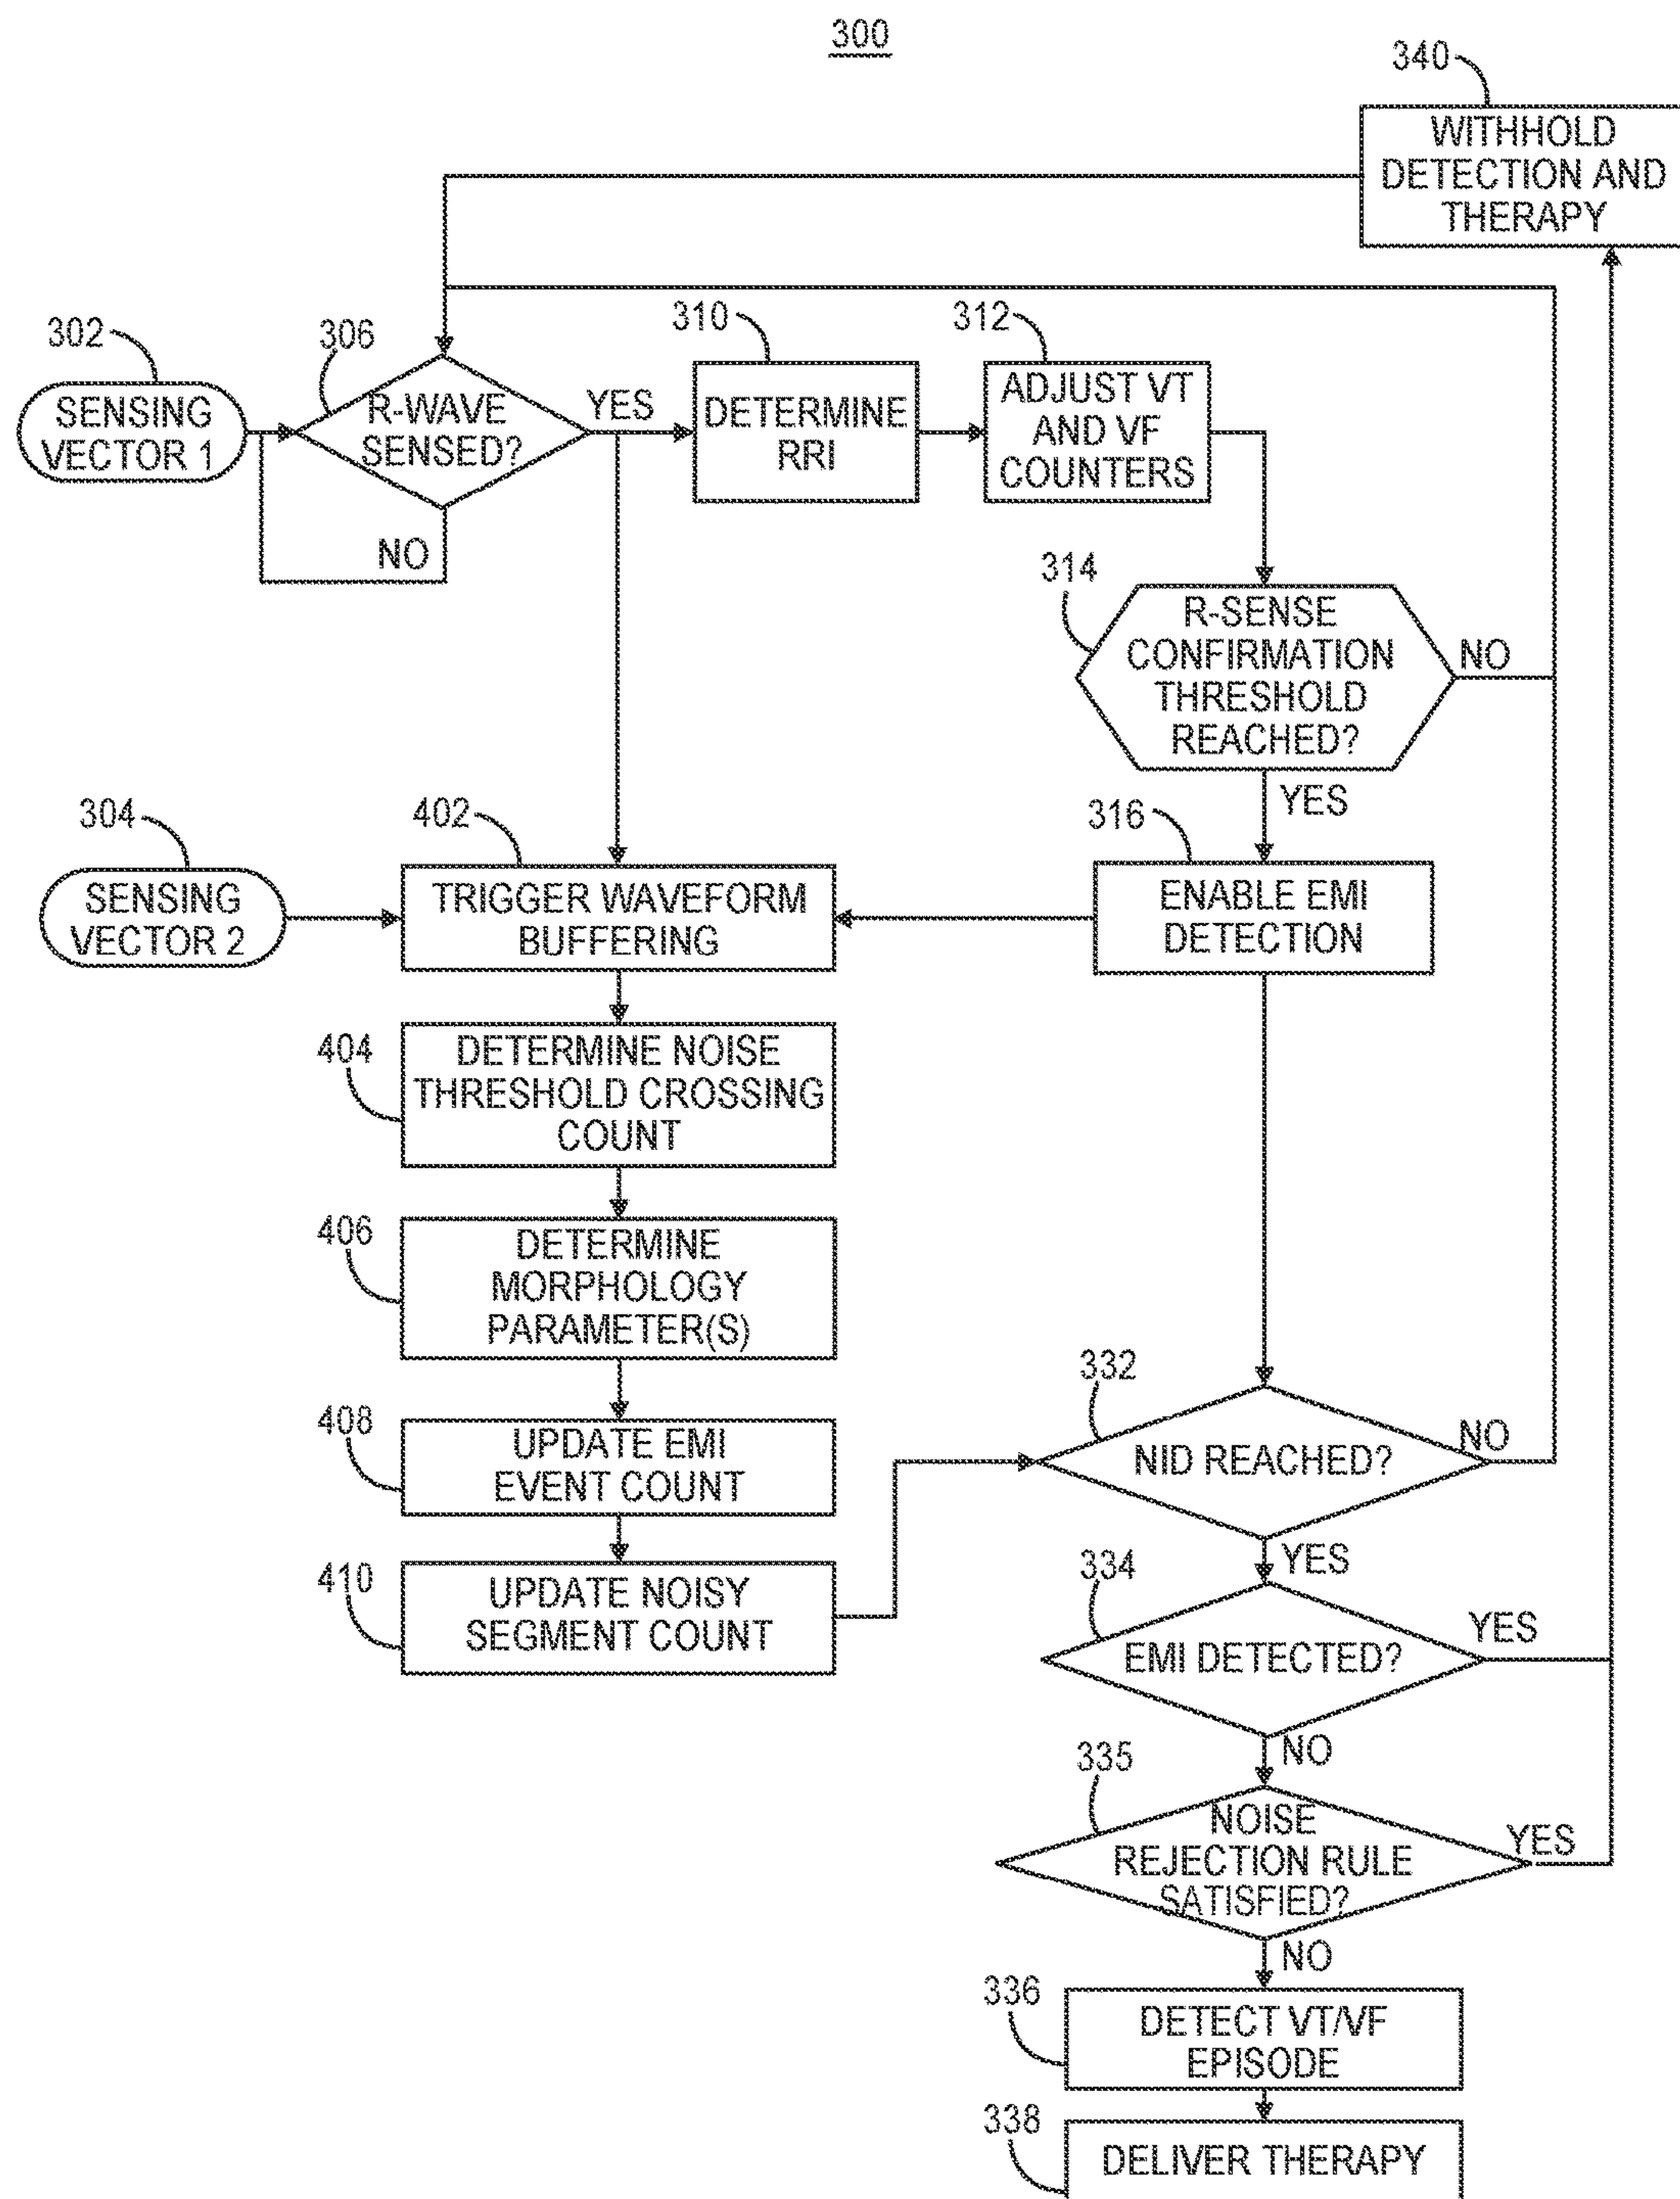 300
340
WITHHOLD
DETECTION AND
THERAPY
302
SENSING
VECTOR 1
306
R-WAVE
SENSED?
YES
NO
310
DETERMINE
RRI
312
ADJUST VT
AND VF
COUNTERS
314
R-SENSE
CONFIRMATION
THRESHOLD
REACHED?
NO
YES
304
SENSING
VECTOR 2
402
TRIGGER WAVEFORM
BUFFERING
316
ENABLE EMI
DETECTION
404
DETERMINE NOISE
THRESHOLD CROSSING
COUNT
406
DETERMINE
MORPHOLOGY
PARAMETER(S)
408
UPDATE EMI
EVENT COUNT
410
UPDATE NOISY
SEGMENT COUNT
332
NID REACHED?
NO
YES
334
EMI DETECTED?
YES
NO
335
NOISE
REJECTION RULE
SATISFIED?
YES
NO
336
DETECT VT/VF
EPISODE
338
DELIVER THERAPY